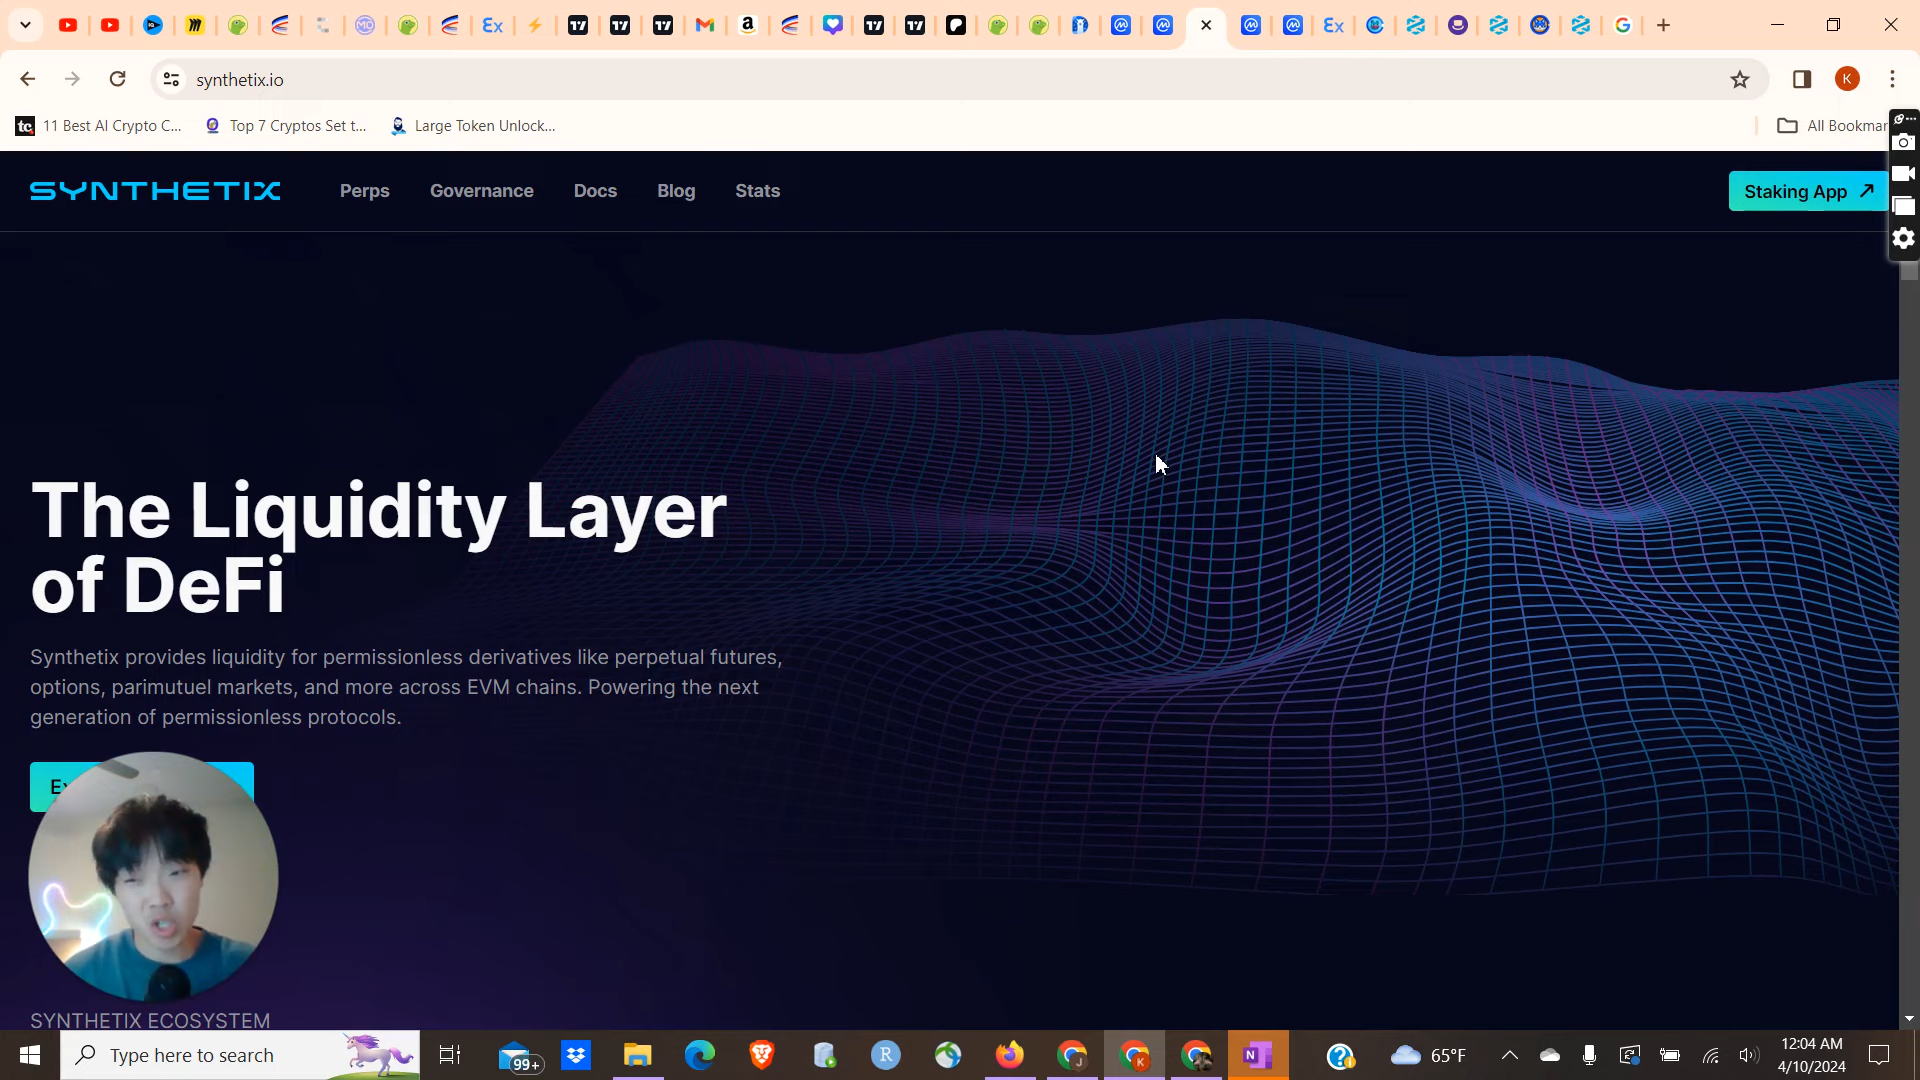 synthetix.io
K
tc
11 Best AI Crypto C...
Top 7 Cryptos Set t...
Large Token Unlock...
All Bookmar
SYNTHETIX
Perps
Governance
Docs
Blog
Stats
Staking App
The Liquidity Layer
of DeFi
Synthetix provides liquidity for permissionless derivatives like perpetual futures,
options, parimutuel markets, and more across EVM chains. Powering the next
generation of permissionless protocols.
SYNTHETIX ECOSYSTEM
Type here to search
99+
65°F
12:04 AM
4/10/2024